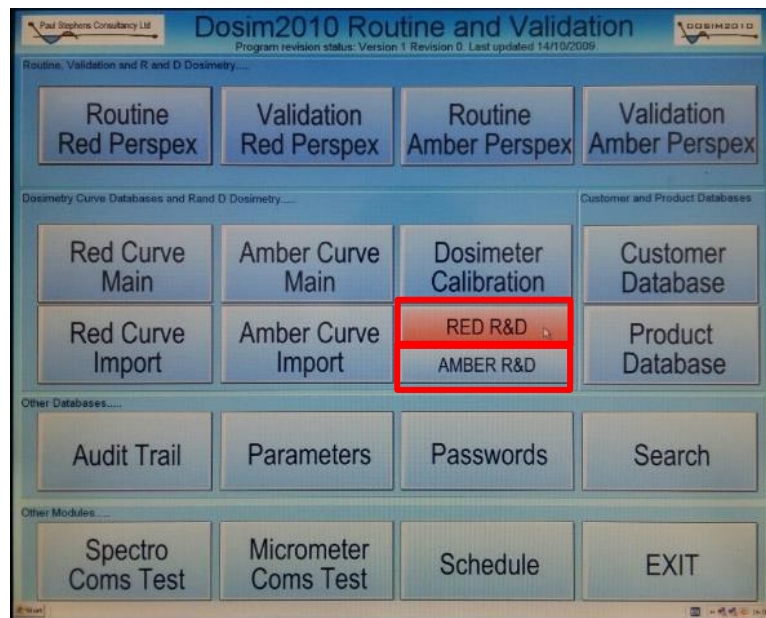 Paul Stephens Consultancy Ltd
Dosim2010 Routine and Validation
DOSIM2010
Program revision status: Version 1 Revision 0. Last updated 14/10/2009.
Routine, Validation and R and D Dosimetry.....
Routine
Red Perspex
Validation
Red Perspex
Routine
Amber Perspex
Validation
Amber Perspex
Dosimetry Curve Databases and Rand D Dosimetry.....
Customer and Product Databases
Red Curve
Main
Amber Curve
Main
Dosimeter
Calibration
Customer
Database
Red Curve
Import
Amber Curve
Import
RED R&D
AMBER R&D
Product
Database
Other Databases.....
Audit Trail
Parameters
Passwords
Search
Other Modules.....
Spectro
Coms Test
Micrometer
Coms Test
Schedule
EXIT
Start